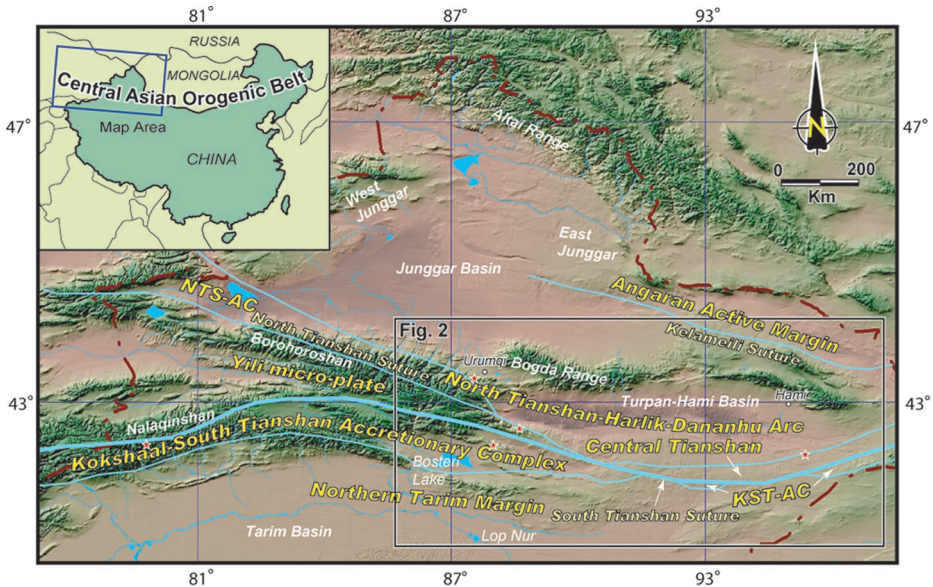 81°
87°
93°
RUSSIA
MONGOLIA
Central Asian Orogenic Belt
Map Area
CHINA
47°
47°
N
0 200
Km
Altai Range
West
Junggar
East
Junggar
Junggar Basin
NTS-AC
North Tianshan Suture
Borohproshan
Yili micro-plate
Angaran Active Margin
Kelameili Suture
Fig. 2
Urumqi
Bogda Range
43°
43°
North Tianshan-Harlik-Dananhu Arc
Turpan-Hami Basin
Hami
Nalaqinshan
Central Tianshan
Kokshaal-South Tianshan Accretionary Complex
Bosten
Lake
KST-AC
Northern Tarim Margin
South Tianshan Suture
Tarim Basin
Lop Nur
81°
87°
93°